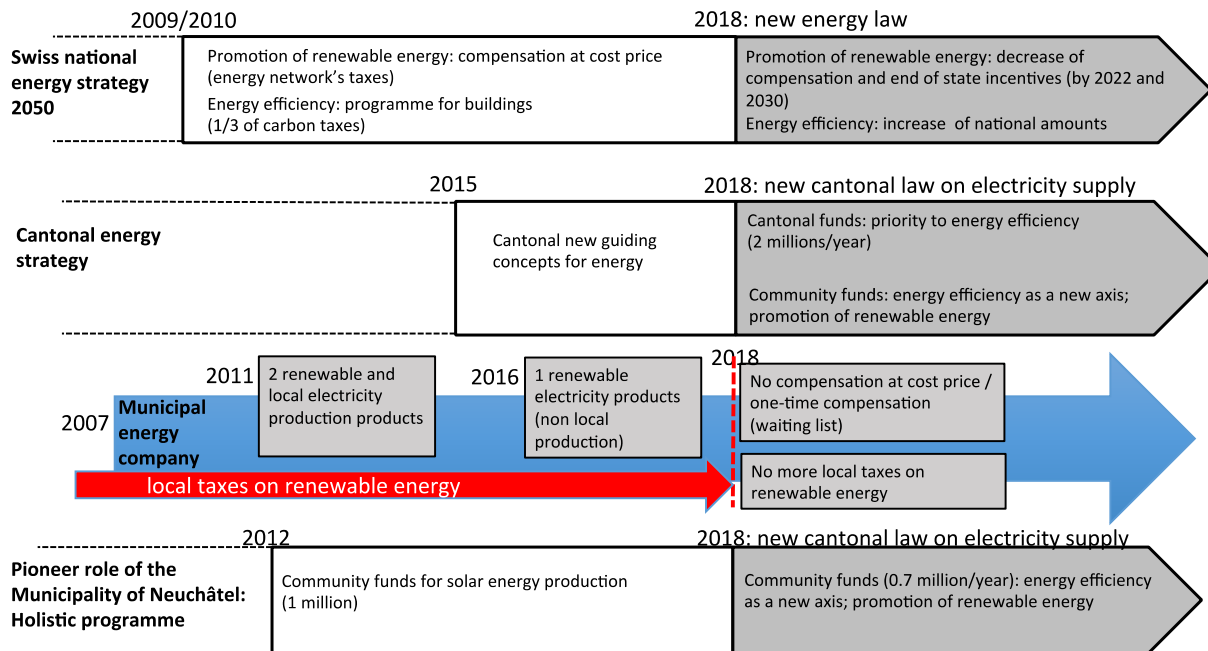 2009/2010
2018: new energy law
Swiss national
energy strategy
2050
Promotion of renewable energy: compensation at cost price
(energy network's taxes)
Energy efficiency: programme for buildings
(1/3 of carbon taxes)
Promotion of renewable energy: decrease of
compensation and end of state incentives (by 2022 and
2030)
Energy efficiency: increase of national amounts
2015
2018: new cantonal law on electricity supply
Cantonal energy
strategy
Cantonal new guiding
concepts for energy
Cantonal funds: priority to energy efficiency
(2 millions/year)
Community funds: energy efficiency as a new axis;
promotion of renewable energy
2007
Municipal
energy
company
2011
2 renewable and
local electricity
production products
2016
1 renewable
electricity products
(non local
production)
2018
No compensation at cost price /
one-time compensation
(waiting list)
local taxes on renewable energy
No more local taxes on
renewable energy
2012
2018: new cantonal law on electricity supply
Pioneer role of the
Municipality of Neuchâtel:
Holistic programme
Community funds for solar energy production
(1 million)
Community funds (0.7 million/year): energy efficiency
as a new axis; promotion of renewable energy